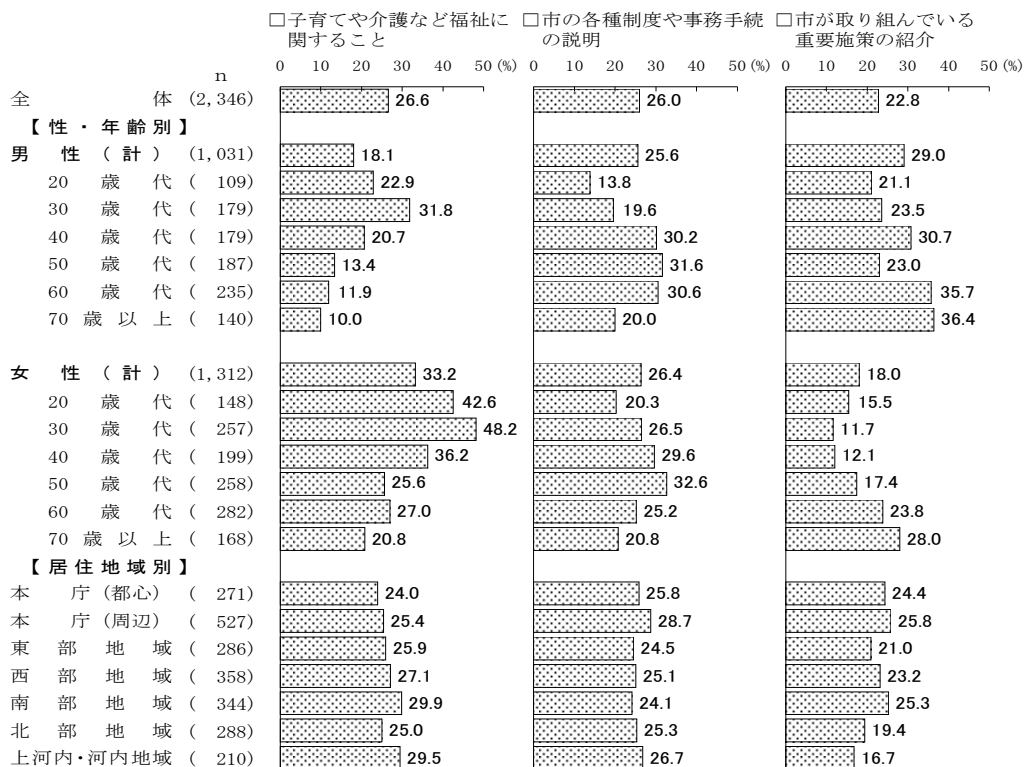 □子育てや介護など福祉に関すること □市の各種制度や事務手続の説明 □市が取り組んでいる重要施策の紹介
n 0 10 20 30 40 50 (%) 0 10 20 30 40 50 (%) 0 10 20 30 40 50 (%)
全体 (2,346) 26.6 26.0 22.8
【性・年齢別】
男性(計) (1,031) 18.1 25.6 29.0
20歳代 ( 109) 22.9 13.8 21.1
30歳代 ( 179) 31.8 19.6 23.5
40歳代 ( 179) 20.7 30.2 30.7
50歳代 ( 187) 13.4 31.6 23.0
60歳代 ( 235) 11.9 30.6 35.7
70歳以上 ( 140) 10.0 20.0 36.4
女性(計) (1,312) 33.2 26.4 18.0
20歳代 ( 148) 42.6 20.3 15.5
30歳代 ( 257) 48.2 26.5 11.7
40歳代 ( 199) 36.2 29.6 12.1
50歳代 ( 258) 25.6 32.6 17.4
60歳代 ( 282) 27.0 25.2 23.8
70歳以上 ( 168) 20.8 20.8 28.0
【居住地域別】
本庁(都心) ( 271) 24.0 25.8 24.4
本庁(周辺) ( 527) 25.4 28.7 25.8
東部地域 ( 286) 25.9 24.5 21.0
西部地域 ( 358) 27.1 25.1 23.2
南部地域 ( 344) 29.9 24.1 25.3
北部地域 ( 288) 25.0 25.3 19.4
上河内・河内地域 ( 210) 29.5 26.7 16.7